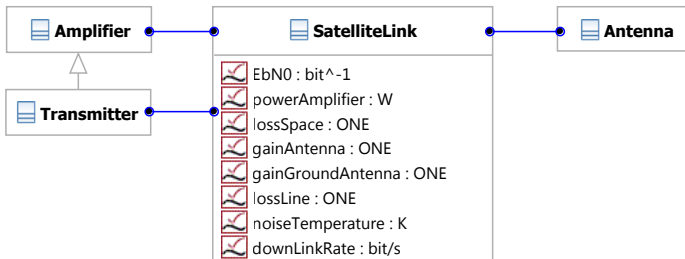 Amplifier
SatelliteLink
Antenna
Transmitter
EbN0 : bit^-1
powerAmplifier : W
lossSpace : ONE
gainAntenna : ONE
gainGroundAntenna : ONE
lossLine : ONE
noiseTemperature : K
downLinkRate : bit/s